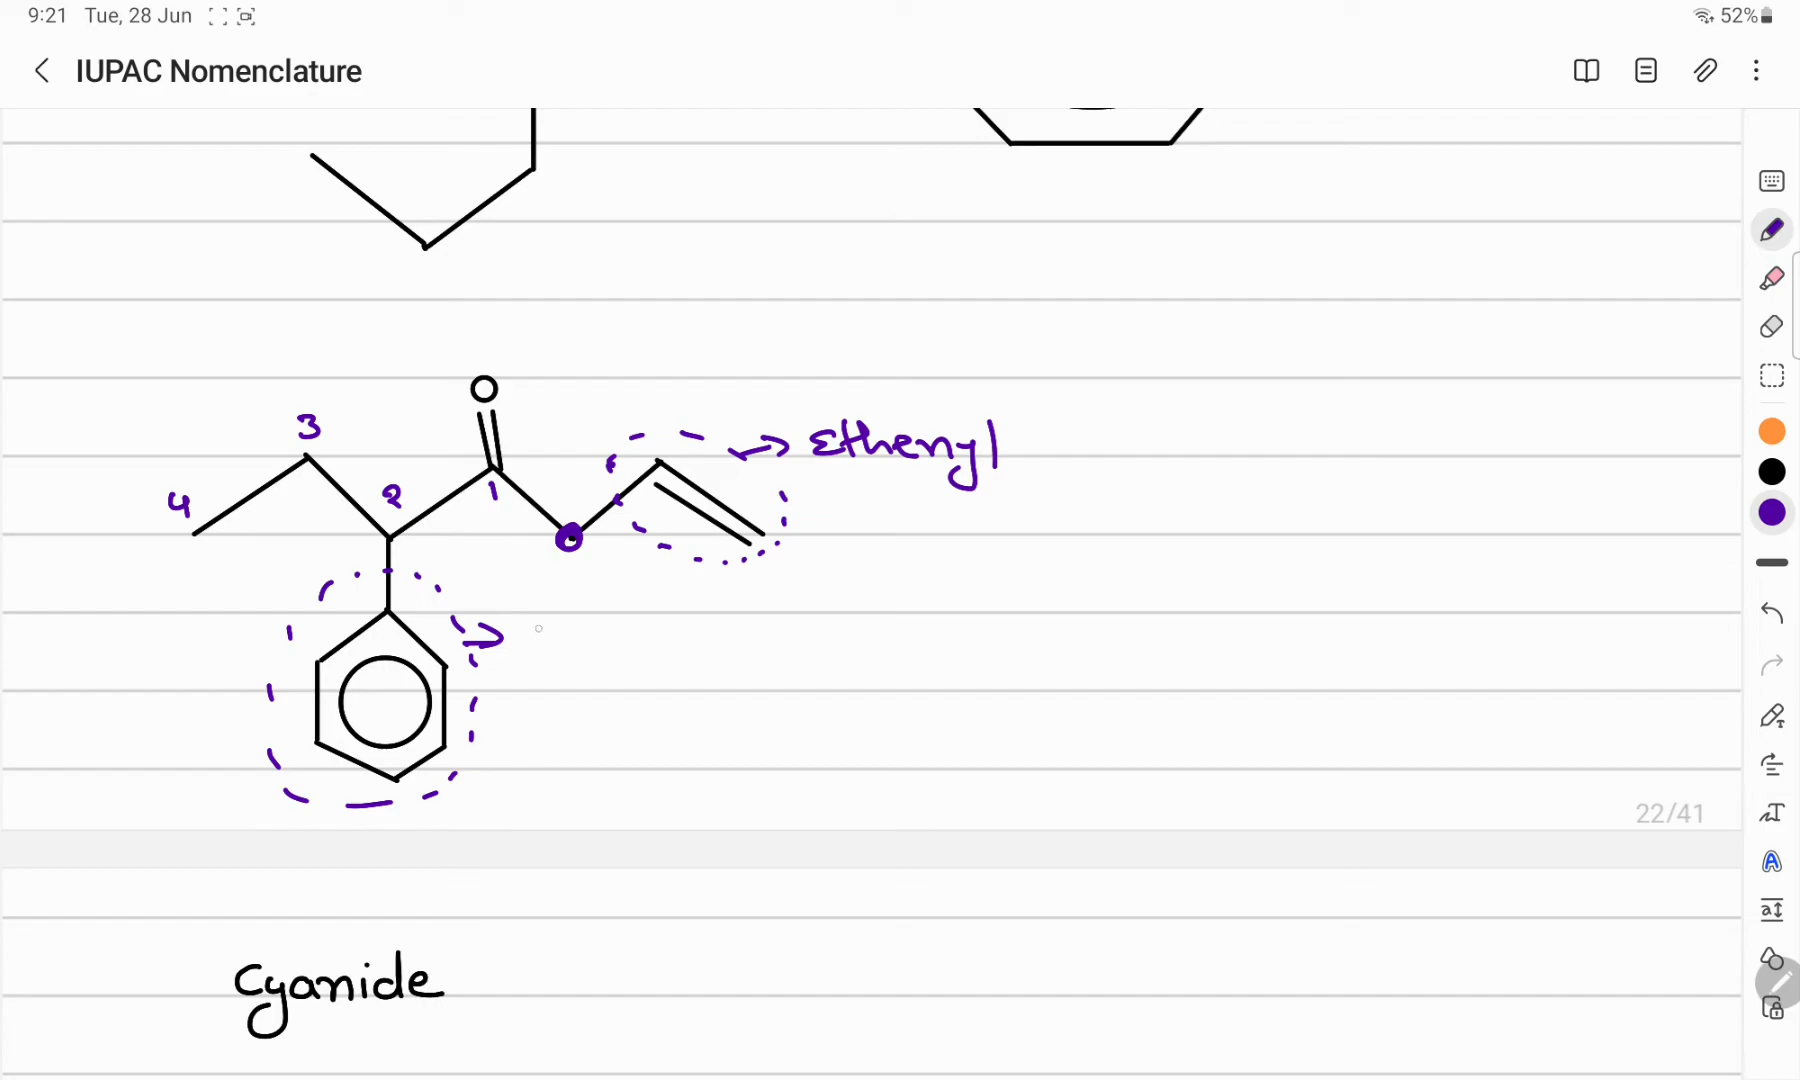 9:21 Tue, 28 Jun
52%
IUPAC Nomenclature
O
3
Ethenyl
4
2
1
22/41
Cyanide